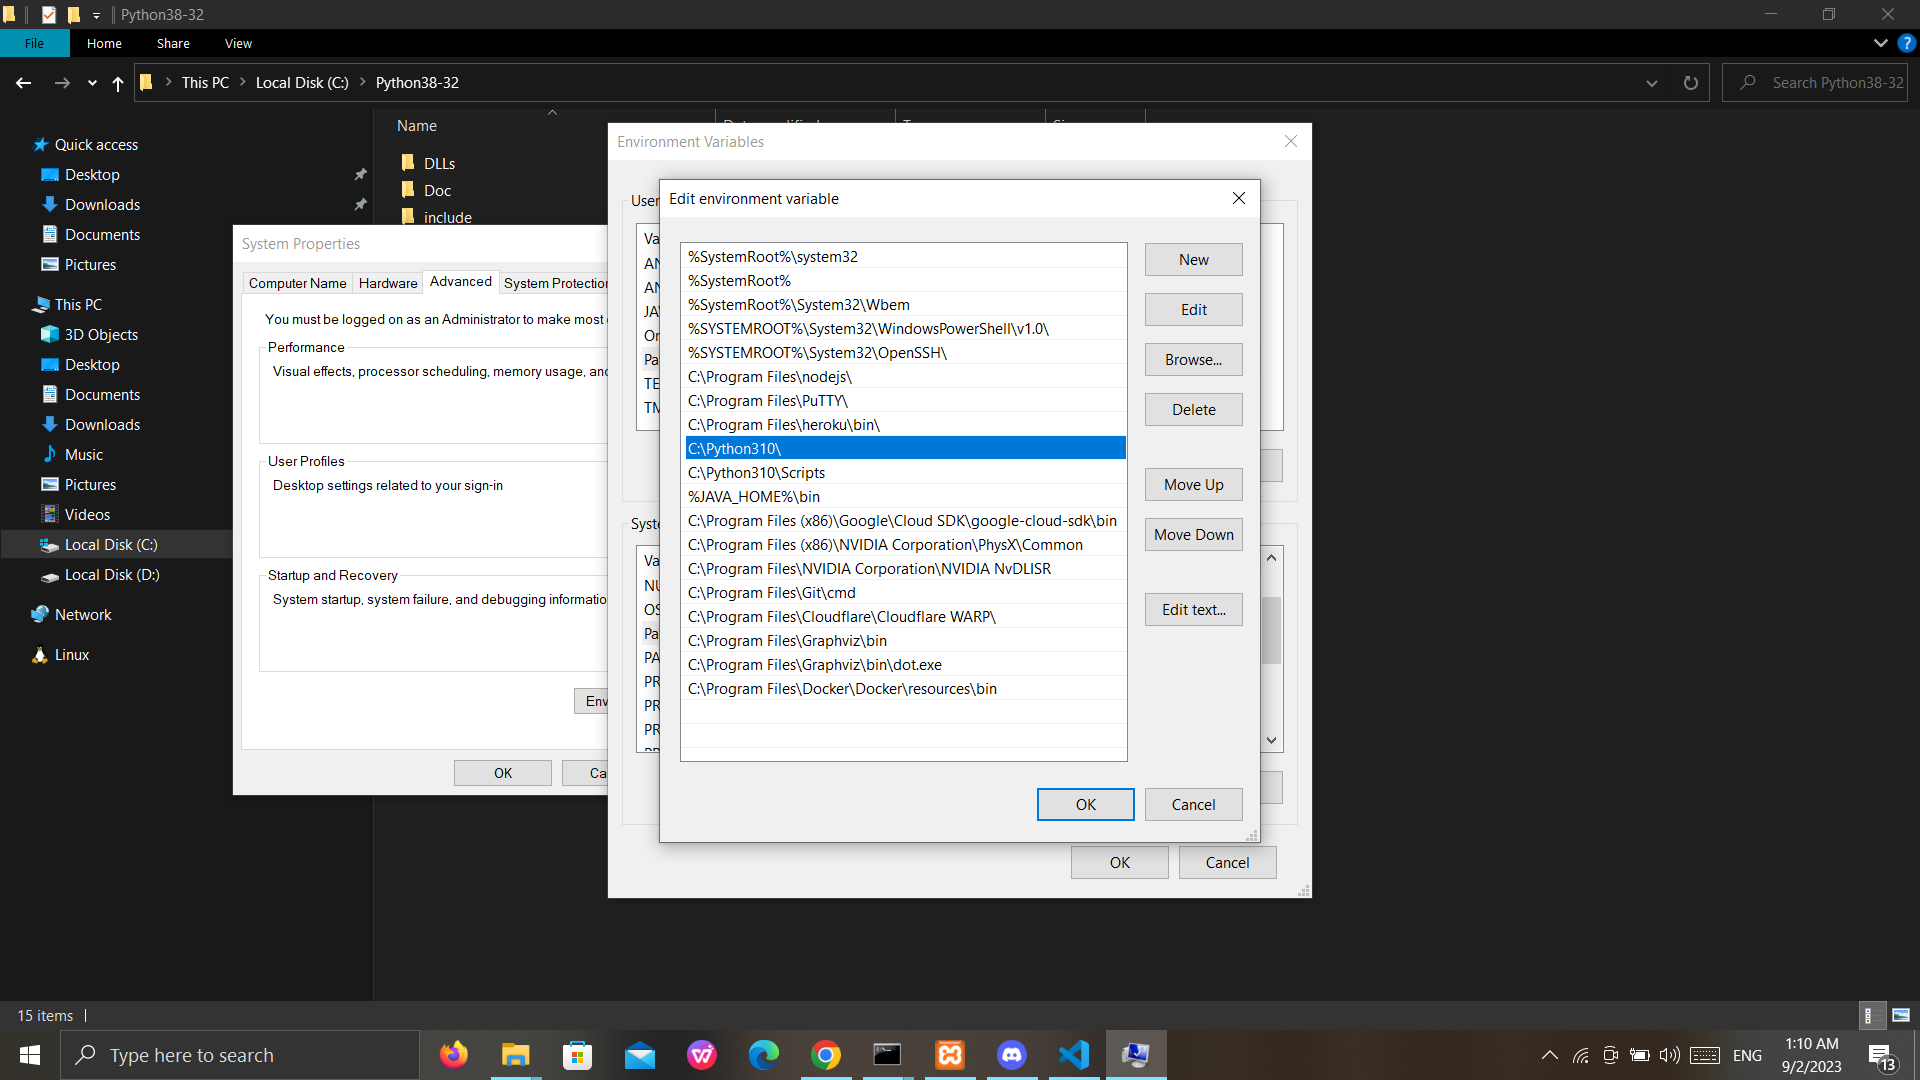 Python38-32
File
Home
Share
View
This PC
Local Disk (C:)
Python38-32
Search Python38-32
Quick access
Desktop
Downloads
Documents
Pictures
This PC
3D Objects
Desktop
Documents
Downloads
Music
Pictures
Videos
Local Disk (C:)
Local Disk (D:)
Network
Linux
Name
DLLs
Doc
include
System Properties
Computer Name
Hardware
Advanced
System Protection
You must be logged on as an Administrator to make most
Performance
Visual effects, processor scheduling, memory usage, and
User Profiles
Desktop settings related to your sign-in
Startup and Recovery
System startup, system failure, and debugging informatio
Env
OK
Ca
Environment Variables
User
Va
AN
AN
JA
On
Pa
TE
TM
Syste
Va
NU
OS
Pa
PA
PR
PR
PR
OK
Cancel
Edit environment variable
%SystemRoot%\system32
%SystemRoot%
%SystemRoot%\System32\Wbem
%SYSTEMROOT%\System32\WindowsPowerShell\v1.0\
%SYSTEMROOT%\System32\OpenSSH\
C:\Program Files\nodejs\
C:\Program Files\PuTTY\
C:\Program Files\heroku\bin\
C:\Python310\
C:\Python310\Scripts
%JAVA_HOME%\bin
C:\Program Files (x86)\Google\Cloud SDK\google-cloud-sdk\bin
C:\Program Files (x86)\NVIDIA Corporation\PhysX\Common
C:\Program Files\NVIDIA Corporation\NVIDIA NvDLISR
C:\Program Files\Git\cmd
C:\Program Files\Cloudflare\Cloudflare WARP\
C:\Program Files\Graphviz\bin
C:\Program Files\Graphviz\bin\dot.exe
C:\Program Files\Docker\Docker\resources\bin
New
Edit
Browse...
Delete
Move Up
Move Down
Edit text...
OK
Cancel
15 items
Type here to search
ENG
1:10 AM
9/2/2023
13